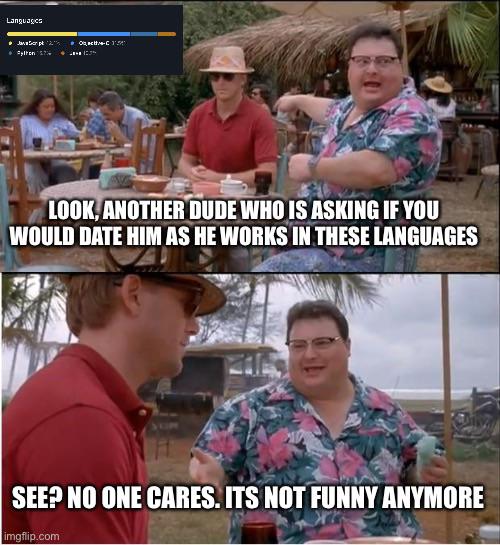 Languages
JavaScript
Objective-C
Python
Java
LOOK, ANOTHER DUDE WHO IS ASKING IF YOU
WOULD DATE HIM AS HE WORKS IN THESE LANGUAGES
SEE? NO ONE CARES. ITS NOT FUNNY ANYMORE
imgflip.com